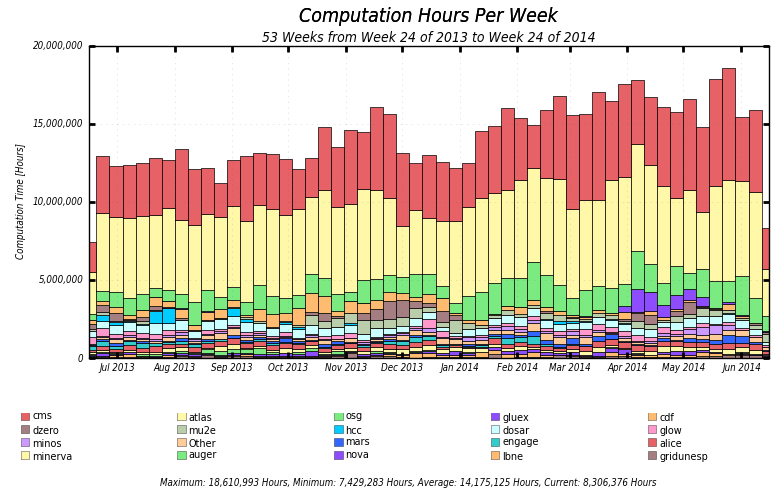 Computation Hours Per Week
53 Weeks from Week 24 of 2013 to Week 24 of 2014
Computation Time [Hours]
20,000,000
15,000,000
10,000,000
5,000,000
0
Jul 2013 Aug 2013 Sep 2013 Oct 2013 Nov 2013 Dec 2013 Jan 2014 Feb 2014 Mar 2014 Apr 2014 May 2014 Jun 2014
cms atlas osg gluex cdf
dzero mu2e hcc dosar glow
minos Other mars engage alice
minerva auger nova lbne gridunesp
Maximum: 18,610,993 Hours, Minimum: 7,429,283 Hours, Average: 14,175,125 Hours, Current: 8,306,376 Hours